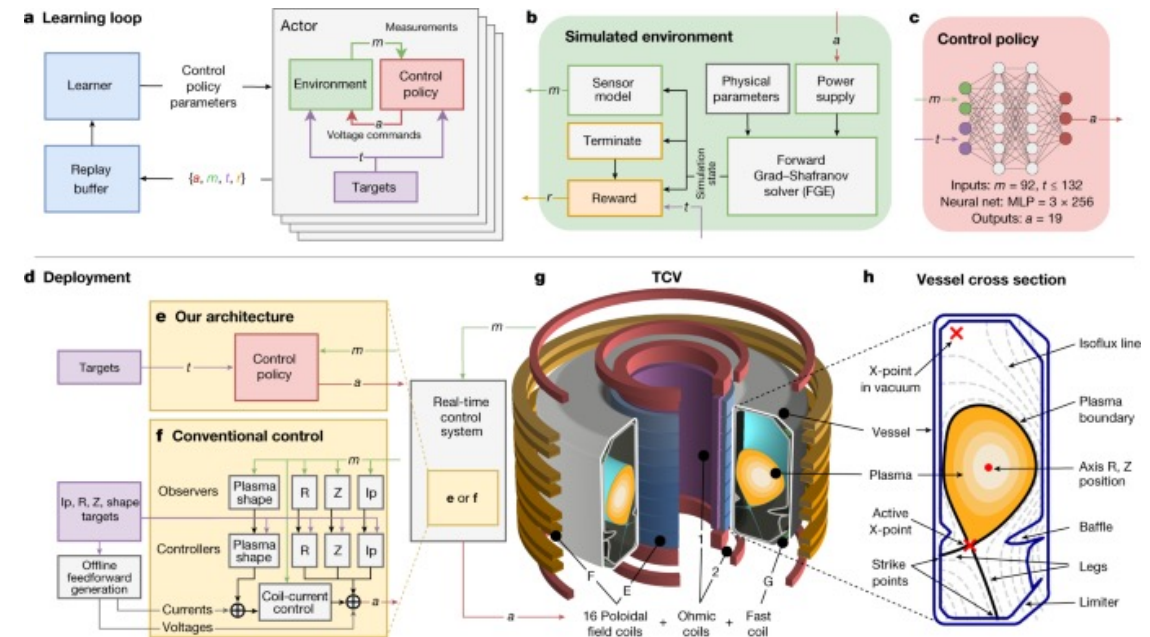 a Learning loop
Learner
Replay
buffer
Control
policy
parameters
{a, m, t, r}
Actor
Measurements
m
Environment
Control
policy
a
Voltage commands
t
Targets
b Simulated environment
a
m
Sensor
model
Physical
parameters
Power
supply
Terminate
Simulation
state
Forward
Grad–Shafranov
solver (FGE)
r
Reward
t
c Control policy
m
t
a
Inputs: m = 92, t ≤ 132
Neural net: MLP = 3 × 256
Outputs: a = 19
d Deployment
e Our architecture
Targets
t
Control
policy
m
a
f Conventional control
m
Observers
Plasma
shape
R
Z
Ip
Ip, R, Z, shape
targets
Controllers
Plasma
shape
R
Z
Ip
Offline
feedforward
generation
Coil-current
control
a
Currents
Voltages
m
Real-time
control
system
e or f
a
g TCV
Vessel
Plasma
1
2
F
E
G
16 Poloidal
field coils
+
Ohmic
coils
+
Fast
coil
h Vessel cross section
X-point
in vacuum
Isoflux line
Plasma
boundary
Axis R, Z
position
Active
X-point
Baffle
Strike
points
Legs
Limiter